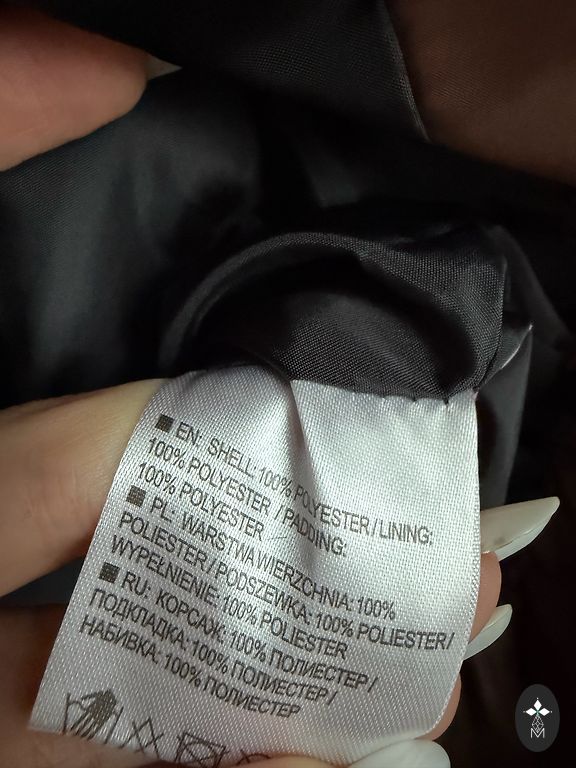 ■ EN: SHELL: 100% POLYESTER / LINING:
100% POLYESTER / PADDING:
100% POLYESTER
■ PL: WARSTWA WIERZCHNIA: 100%
POLIESTER / PODSZEWKA: 100% POLIESTER /
WYPEŁNIENIE: 100% POLIESTER
■ RU: КОРСАЖ: 100% ПОЛИЕСТЕР /
ПОДКЛАДКА: 100% ПОЛИЕСТЕР /
НАБИВКА: 100% ПОЛИЕСТЕР
M